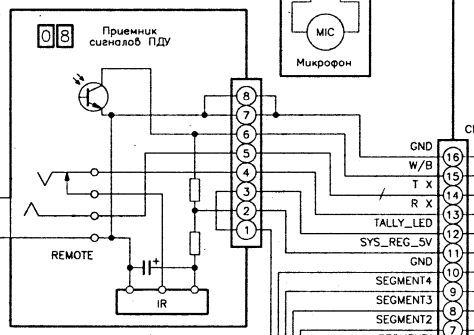 08
Приемник
сигналов ПДУ
MIC
Микрофон
8
7
6
5
4
3
2
1
REMOTE
+
IR
GND
16
W/B
15
T X
14
R X
13
TALLY_LED
12
SYS_REG_5V
11
GND
10
SEGMENT4
9
SEGMENT3
8
SEGMENT2
7